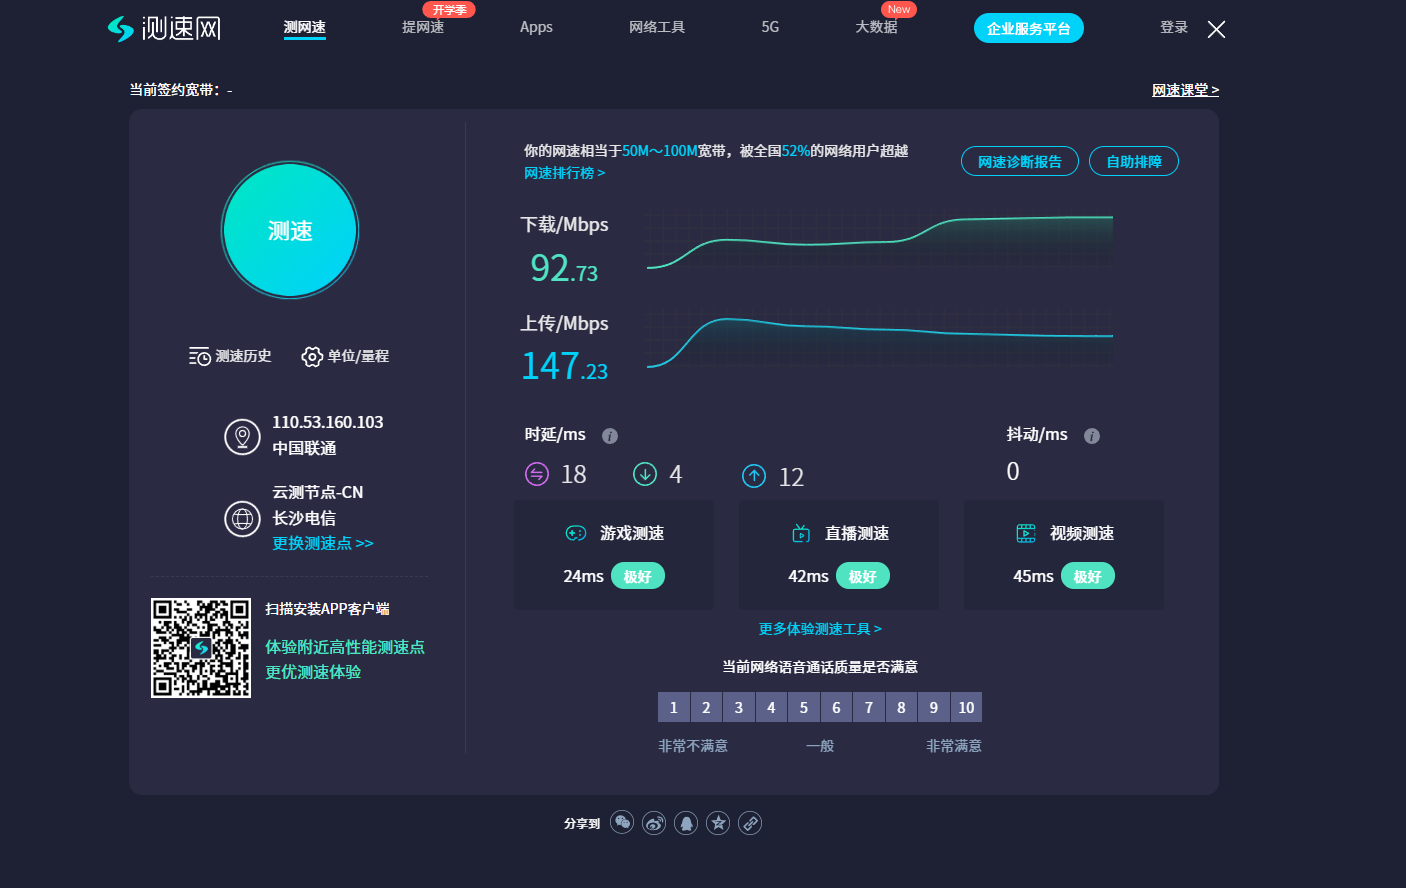 测速网
测网速
开学季
提网速
Apps
网络工具
5G
New
大数据
企业服务平台
登录
当前签约宽带：-
网速课堂 >
测速
测速历史
单位/量程
110.53.160.103
中国联通
云测节点-CN
长沙电信
更换测速点 >>
扫描安装APP客户端
体验附近高性能测速点
更优测速体验
你的网速相当于50M～100M宽带，被全国52%的网络用户超越
网速排行榜 >
网速诊断报告
自助排障
下载/Mbps
92.73
上传/Mbps
147.23
时延/ms
抖动/ms
18
4
12
0
游戏测速
24ms 极好
直播测速
42ms 极好
视频测速
45ms 极好
更多体验测速工具 >
当前网络语音通话质量是否满意
1 2 3 4 5 6 7 8 9 10
非常不满意 一般 非常满意
分享到